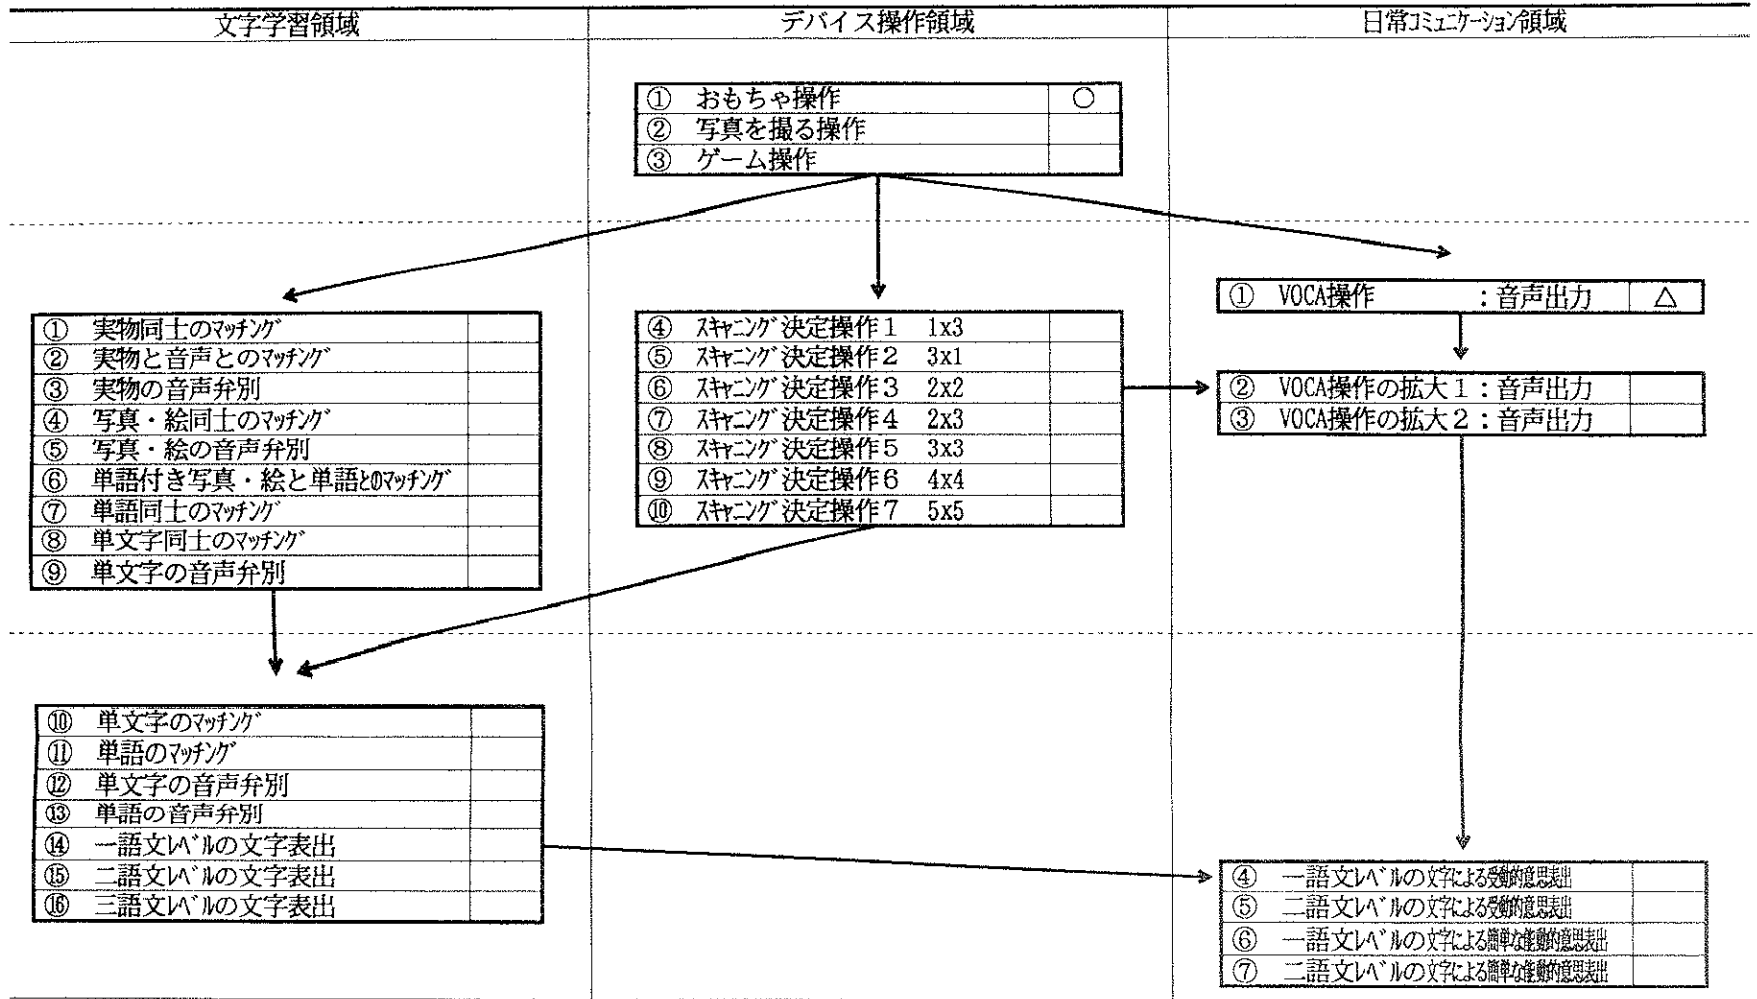 文字学習領域
デバイス操作領域
日常コミュニケーション領域
① おもちゃ操作 ○
② 写真を撮る操作
③ ゲーム操作
① 実物同士のマッチング
② 実物と音声とのマッチング
③ 実物の音声弁別
④ 写真・絵同士のマッチング
⑤ 写真・絵の音声弁別
⑥ 単語付き写真・絵と単語とのマッチング
⑦ 単語同士のマッチング
⑧ 単文字同士のマッチング
⑨ 単文字の音声弁別
④ スキャニング決定操作1 1x3
⑤ スキャニング決定操作2 3x1
⑥ スキャニング決定操作3 2x2
⑦ スキャニング決定操作4 2x3
⑧ スキャニング決定操作5 3x3
⑨ スキャニング決定操作6 4x4
⑩ スキャニング決定操作7 5x5
① VOCA操作 :音声出力 △
② VOCA操作の拡大1:音声出力
③ VOCA操作の拡大2:音声出力
⑩ 単文字のマッチング
⑪ 単語のマッチング
⑫ 単文字の音声弁別
⑬ 単語の音声弁別
⑭ 一語文レベルの文字表出
⑮ 二語文レベルの文字表出
⑯ 三語文レベルの文字表出
④ 一語文レベルの文字による受動的意思表出
⑤ 二語文レベルの文字による受動的意思表出
⑥ 一語文レベルの文字による簡単な能動的意思表出
⑦ 二語文レベルの文字による簡単な能動的意思表出